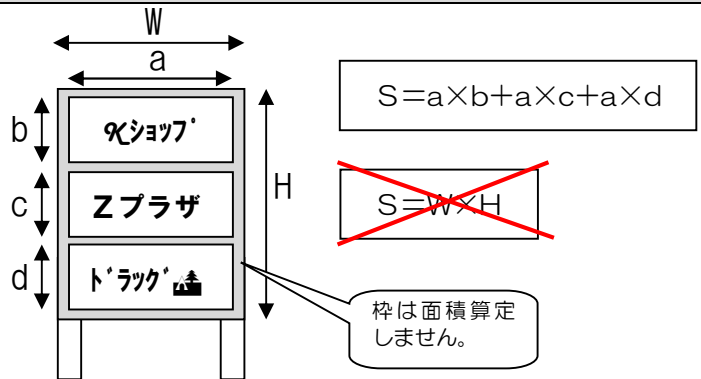 W
a
b
Kショップ
c
Zプラザ
d
ドラッグ
H
S=a×b+a×c+a×d
S=W×H
枠は面積算定
しません。